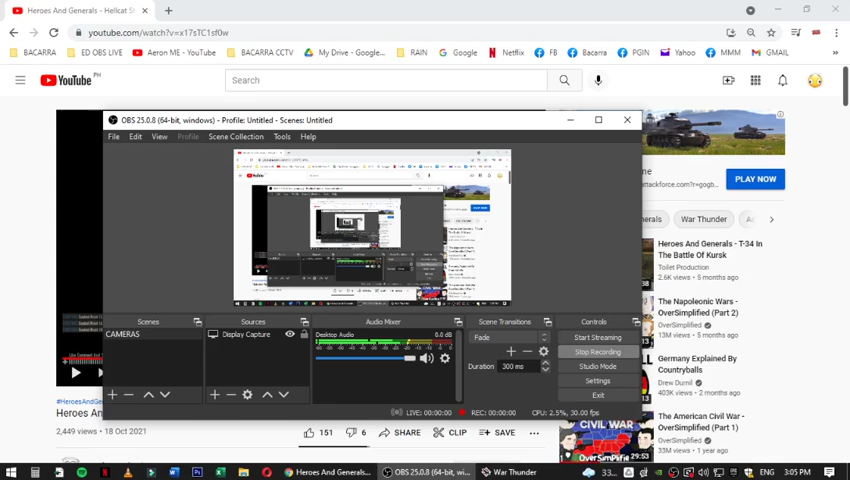 Heroes And Generals - Hellcat S
youtube.com/watch?v=x17sTC1sf0w
BACARRA
ED OBS LIVE
Aeron ME - YouTube
BACARRA CCTV
My Drive - Google...
RAIN
Google
Netflix
FB
Bacarra
PGIN
Yahoo
MMM
GMAIL
YouTube PH
Search
OBS 25.0.8 (64-bit, windows) - Profile: Untitled - Scenes: Untitled
File Edit View Profile Scene Collection Tools Help
me
attackforce.com?r=gogb...
PLAY NOW
nerals
War Thunder
Heroes And Generals - T-34 In
The Battle Of Kursk
Toilet Production
2.6K views • 5 months ago
The Napoleonic Wars -
OverSimplified (Part 2)
OverSimplified
13M views • 5 months ago
Germany Explained By
Countryballs
Drew Durnil
403K views • 2 months ago
The American Civil War -
OverSimplified (Part 1)
OverSimplified
33M views • 1 year ago
CIVIL
WAR
OVERSIMPLIFIE
29:53
Scenes
Sources
Audio Mixer
Scene Transitions
Controls
CAMERAS
Display Capture
Desktop Audio
0.0 dB
Fade
Duration
300 ms
Start Streaming
Stop Recording
Studio Mode
Settings
Exit
LIVE: 00:00:00
REC: 00:00:00
CPU: 2.5%, 30.00 fps
#HeroesAndGe
Heroes And
2,449 views • 18 Oct 2021
151
6
SHARE
CLIP
SAVE
Heroes And Generals...
OBS 25.0.8 (64-bit, wi...
War Thunder
33...
ENG
3:05 PM